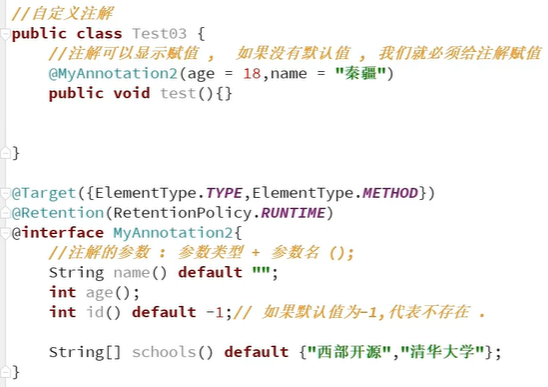 //自定义注解
public class Test03 {
    //注解可以显示赋值 ， 如果没有默认值 ，我们就必须给注解赋值
    @MyAnnotation2(age = 18,name = "秦疆")
    public void test(){}
}
@Target({ElementType.TYPE,ElementType.METHOD})
@Retention(RetentionPolicy.RUNTIME)
@interface MyAnnotation2{
    //注解的参数 : 参数类型 + 参数名 ();
    String name() default "";
    int age();
    int id() default -1;// 如果默认值为-1,代表不存在 .
    String[] schools() default {"西部开源","清华大学"};
}